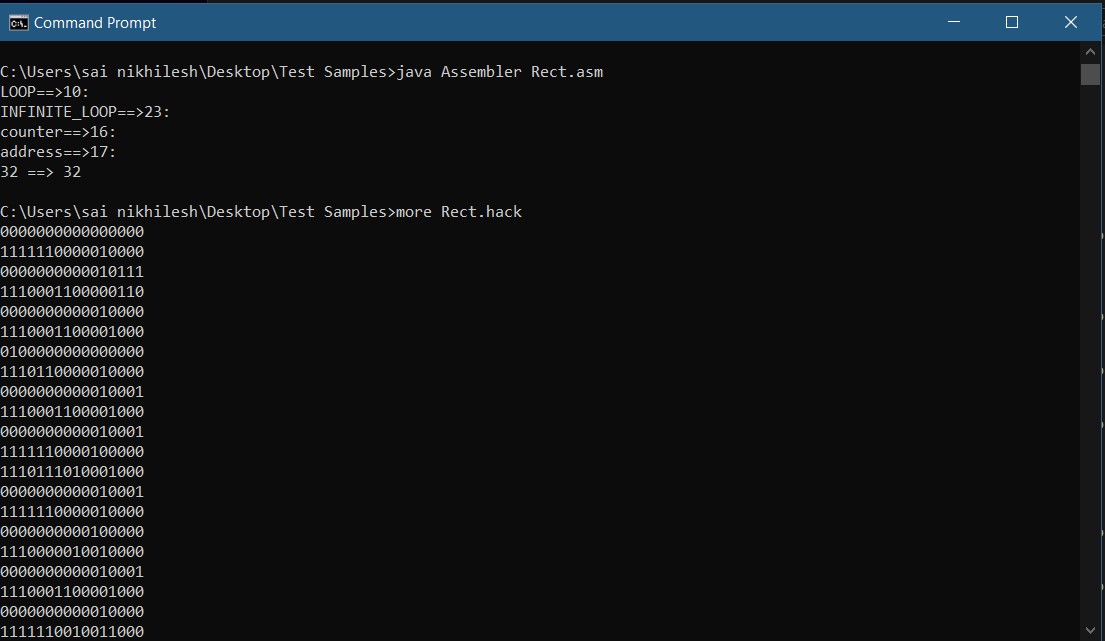 Command Prompt
C:\Users\sai nikhilesh\Desktop\Test Samples>java Assembler Rect.asm
LOOP==>10:
INFINITE_LOOP==>23:
counter==>16:
address==>17:
32 ==> 32
C:\Users\sai nikhilesh\Desktop\Test Samples>more Rect.hack
0000000000000000
1111110000010000
0000000000010111
1110001100000110
0000000000010000
1110001100001000
0100000000000000
1110110000010000
0000000000010001
1110001100001000
0000000000010001
1111110000100000
1110111010001000
0000000000010001
1111110000010000
0000000000100000
1110000010010000
0000000000010001
1110001100001000
0000000000010000
1111110010011000